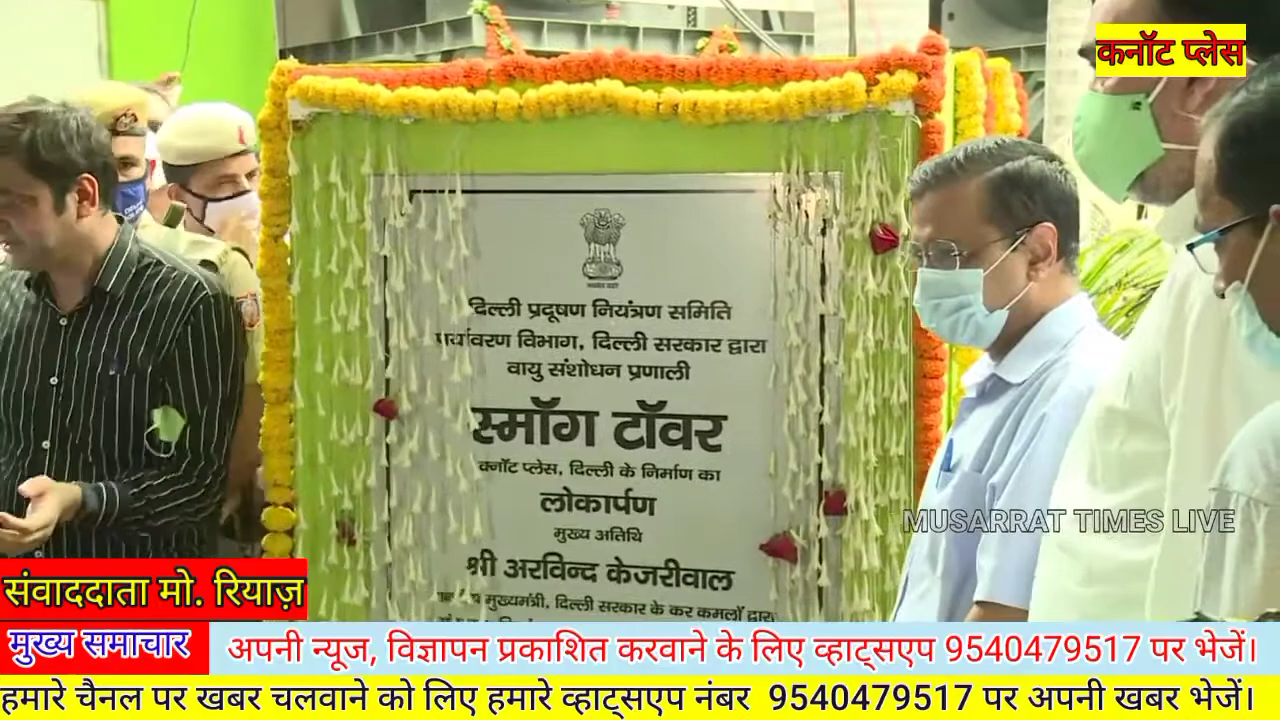 कनॉट प्लेस
दिल्ली प्रदूषण नियंत्रण समिति
पर्यावरण विभाग, दिल्ली सरकार द्वारा
वायु संशोधन प्रणाली
स्मॉग टॉवर
क्नॉट प्लेस, दिल्ली के निर्माण का
लोकार्पण
मुख्य अतिथि
श्री अरविन्द केजरीवाल
मुख्यमंत्री, दिल्ली सरकार के कर कमलों द्वारा
MUSARRAT TIMES LIVE
संवाददाता मो. रियाज़
मुख्य समाचार
अपनी न्यूज, विज्ञापन प्रकाशित करवाने के लिए व्हाट्सएप 9540479517 पर भेजें।
हमारे चैनल पर खबर चलवाने को लिए हमारे व्हाट्सएप नंबर 9540479517 पर अपनी खबर भेजें।